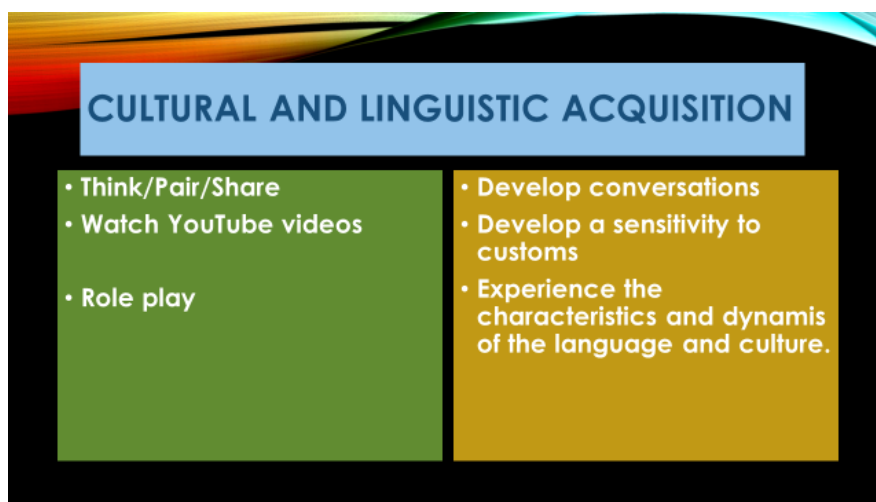 CULTURAL AND LINGUISTIC ACQUISITION
• Think/Pair/Share
• Watch YouTube videos
• Role play
• Develop conversations
• Develop a sensitivity to
customs
• Experience the
characteristics and dynamis
of the language and culture.